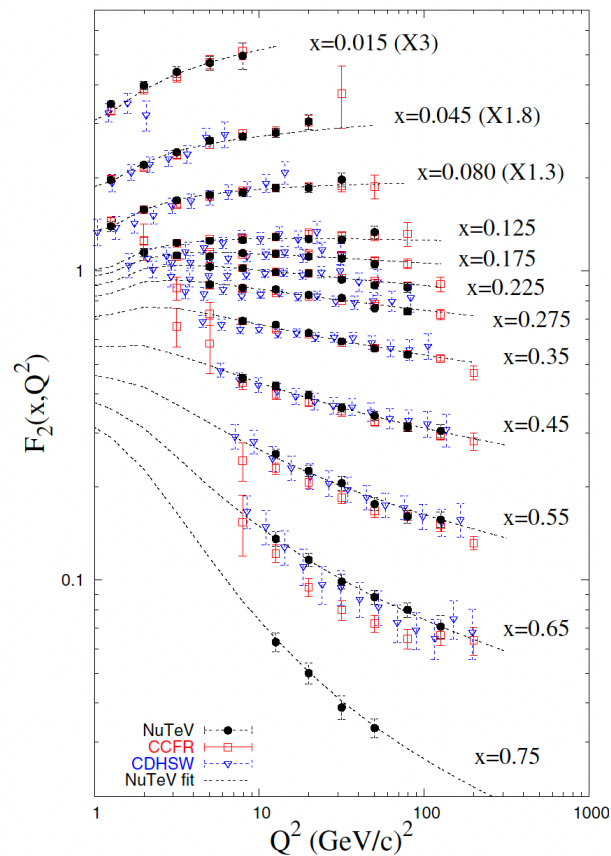 x=0.015 (X3)
x=0.045 (X1.8)
x=0.080 (X1.3)
x=0.125
x=0.175
x=0.225
x=0.275
x=0.35
x=0.45
x=0.55
x=0.65
x=0.75
F2(x,Q²)
1
0.1
NuTeV
CCFR
CDHSW
NuTeV fit
1
10
100
1000
Q² (GeV/c)²